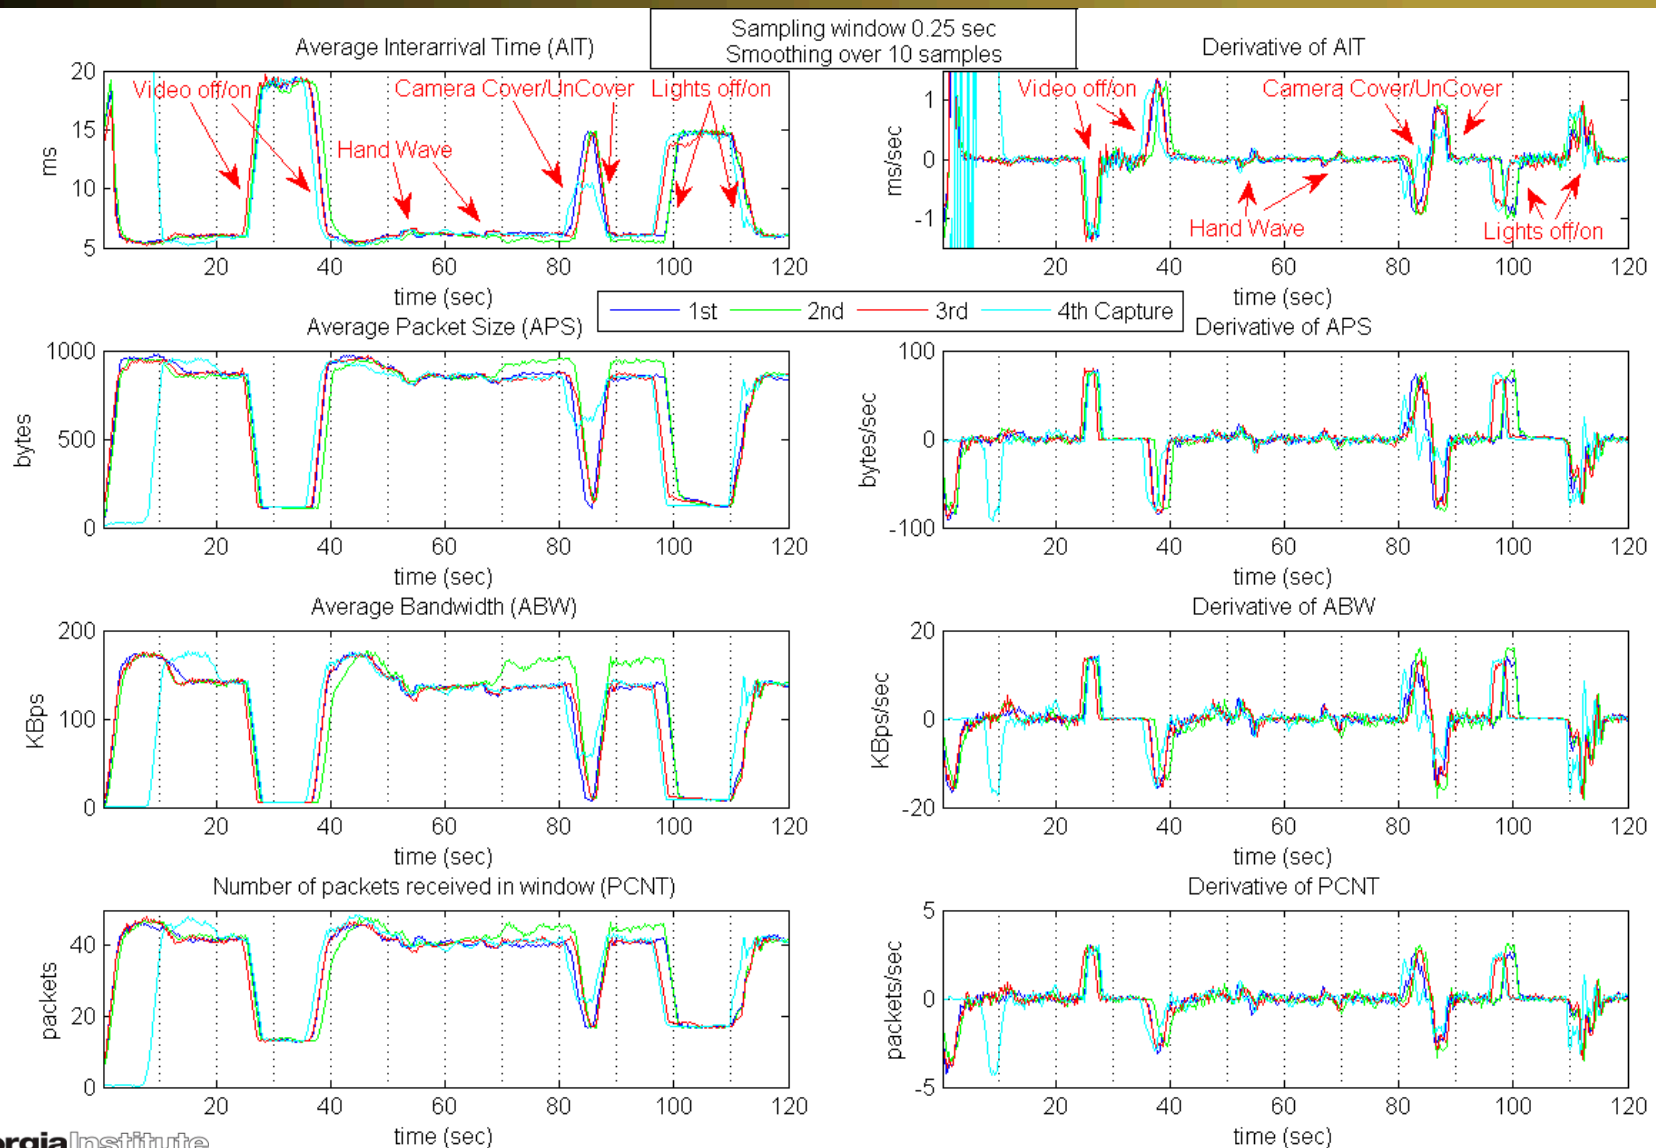 Sampling window 0.25 sec
Smoothing over 10 samples
Average Interarrival Time (AIT)
Video off/on
Camera Cover/UnCover
Lights off/on
Hand Wave
ms
20
15
10
5
20 40 60 80 100 120
time (sec)
Derivative of AIT
Video off/on
Camera Cover/UnCover
Hand Wave
Lights off/on
ms/sec
1
0
-1
20 40 60 80 100 120
time (sec)
1st 2nd 3rd 4th Capture
Average Packet Size (APS)
bytes
1000
500
0
20 40 60 80 100 120
time (sec)
Derivative of APS
bytes/sec
100
0
-100
20 40 60 80 100 120
time (sec)
Average Bandwidth (ABW)
KBps
200
100
0
20 40 60 80 100 120
time (sec)
Derivative of ABW
KBps/sec
20
0
-20
20 40 60 80 100 120
time (sec)
Number of packets received in window (PCNT)
packets
40
20
0
20 40 60 80 100 120
time (sec)
Derivative of PCNT
packets/sec
5
0
-5
20 40 60 80 100 120
time (sec)